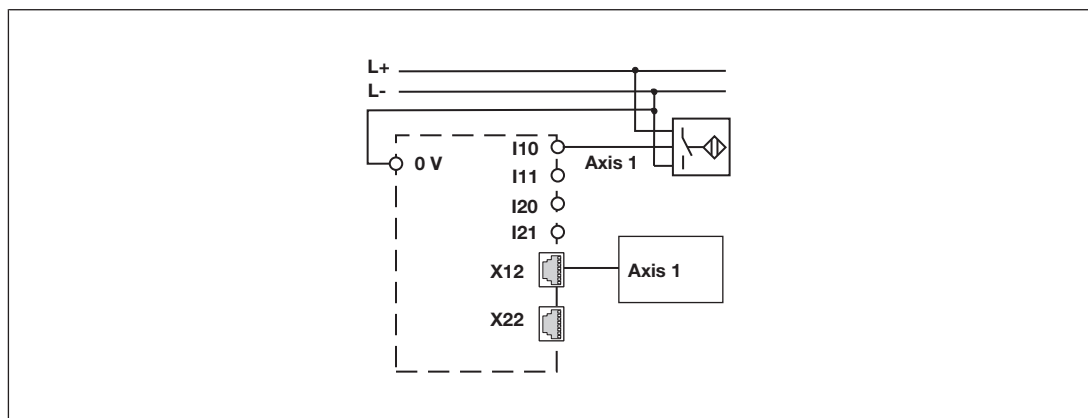 L+
L-
0 V
I10
Axis 1
I11
I20
I21
X12
Axis 1
X22